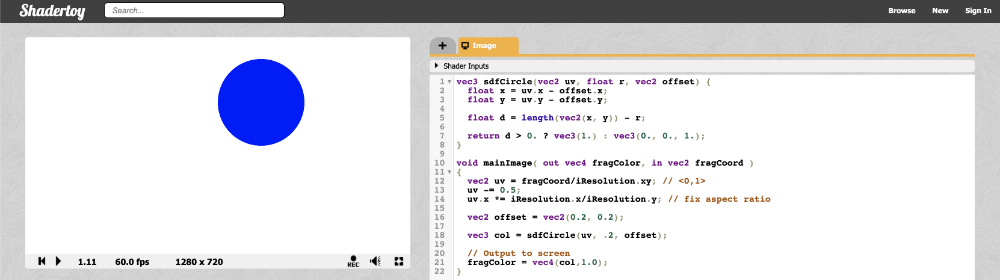 Shadertoy
Search...
Browse New Sign In
+ Image
Shader Inputs
1 vec3 sdfCircle(vec2 uv, float r, vec2 offset) {
2 float x = uv.x - offset.x;
3 float y = uv.y - offset.y;
4
5 float d = length(vec2(x, y)) - r;
6
7 return d > 0. ? vec3(1.) : vec3(0., 0., 1.);
8 }
9
10 void mainImage( out vec4 fragColor, in vec2 fragCoord )
11 {
12 vec2 uv = fragCoord/iResolution.xy; // <0,1>
13 uv -= 0.5;
14 uv.x *= iResolution.x/iResolution.y; // fix aspect ratio
15
16 vec2 offset = vec2(0.2, 0.2);
17
18 vec3 col = sdfCircle(uv, .2, offset);
19
20 // Output to screen
21 fragColor = vec4(col,1.0);
22 }
1.11 60.0 fps 1280 x 720 REC